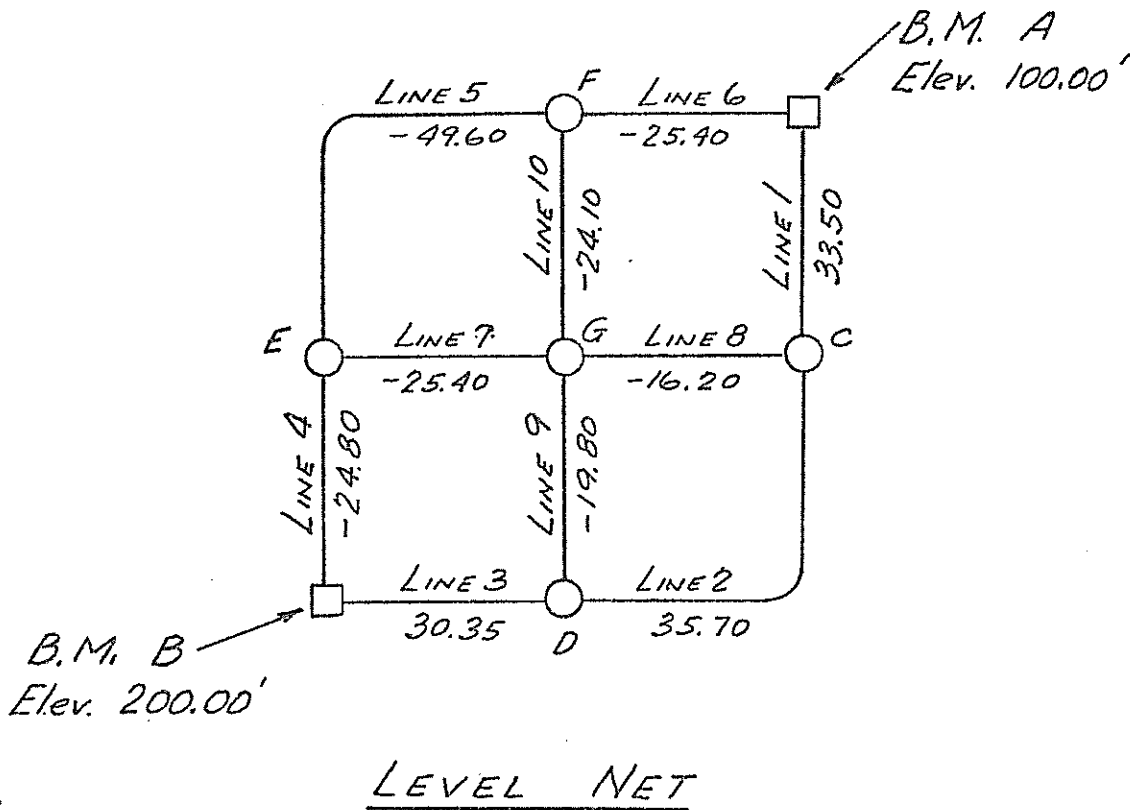 B.M. A
Elev. 100.00'
LINE 5
-49.60
F
LINE 6
-25.40
LINE 10
-24.10
LINE 1
33.50
E
LINE 7
-25.40
G
LINE 8
-16.20
C
LINE 4
-24.80
LINE 9
-19.80
LINE 3
30.35
D
LINE 2
35.70
B.M. B
Elev. 200.00'
LEVEL NET